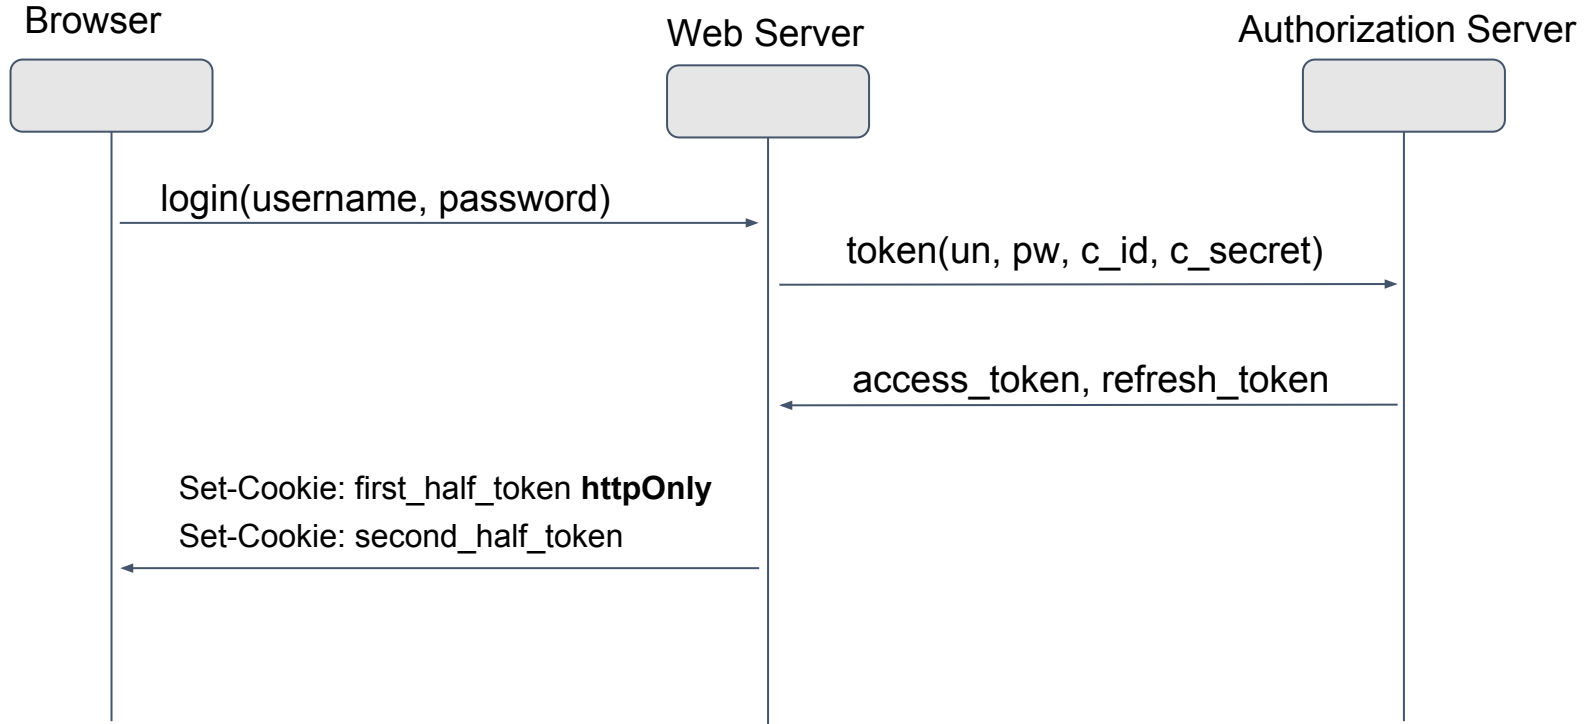 Browser
Web Server
Authorization Server
login(username, password)
token(un, pw, c_id, c_secret)
access_token, refresh_token
Set-Cookie: first_half_token httpOnly
Set-Cookie: second_half_token